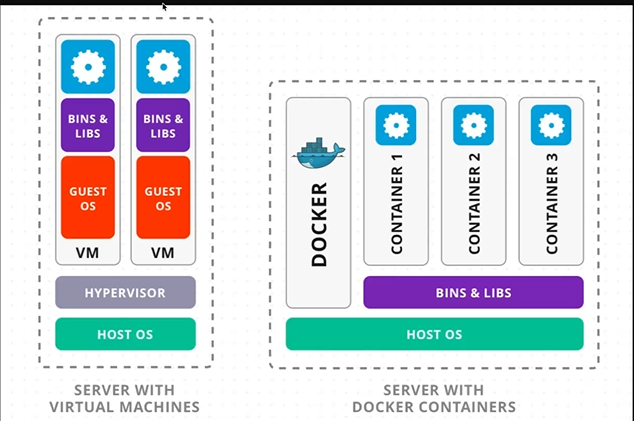 BINS &
LIBS
GUEST
OS
VM
BINS &
LIBS
GUEST
OS
VM
HYPERVISOR
HOST OS
SERVER WITH
VIRTUAL MACHINES
DOCKER
CONTAINER 1
CONTAINER 2
CONTAINER 3
BINS & LIBS
HOST OS
SERVER WITH
DOCKER CONTAINERS